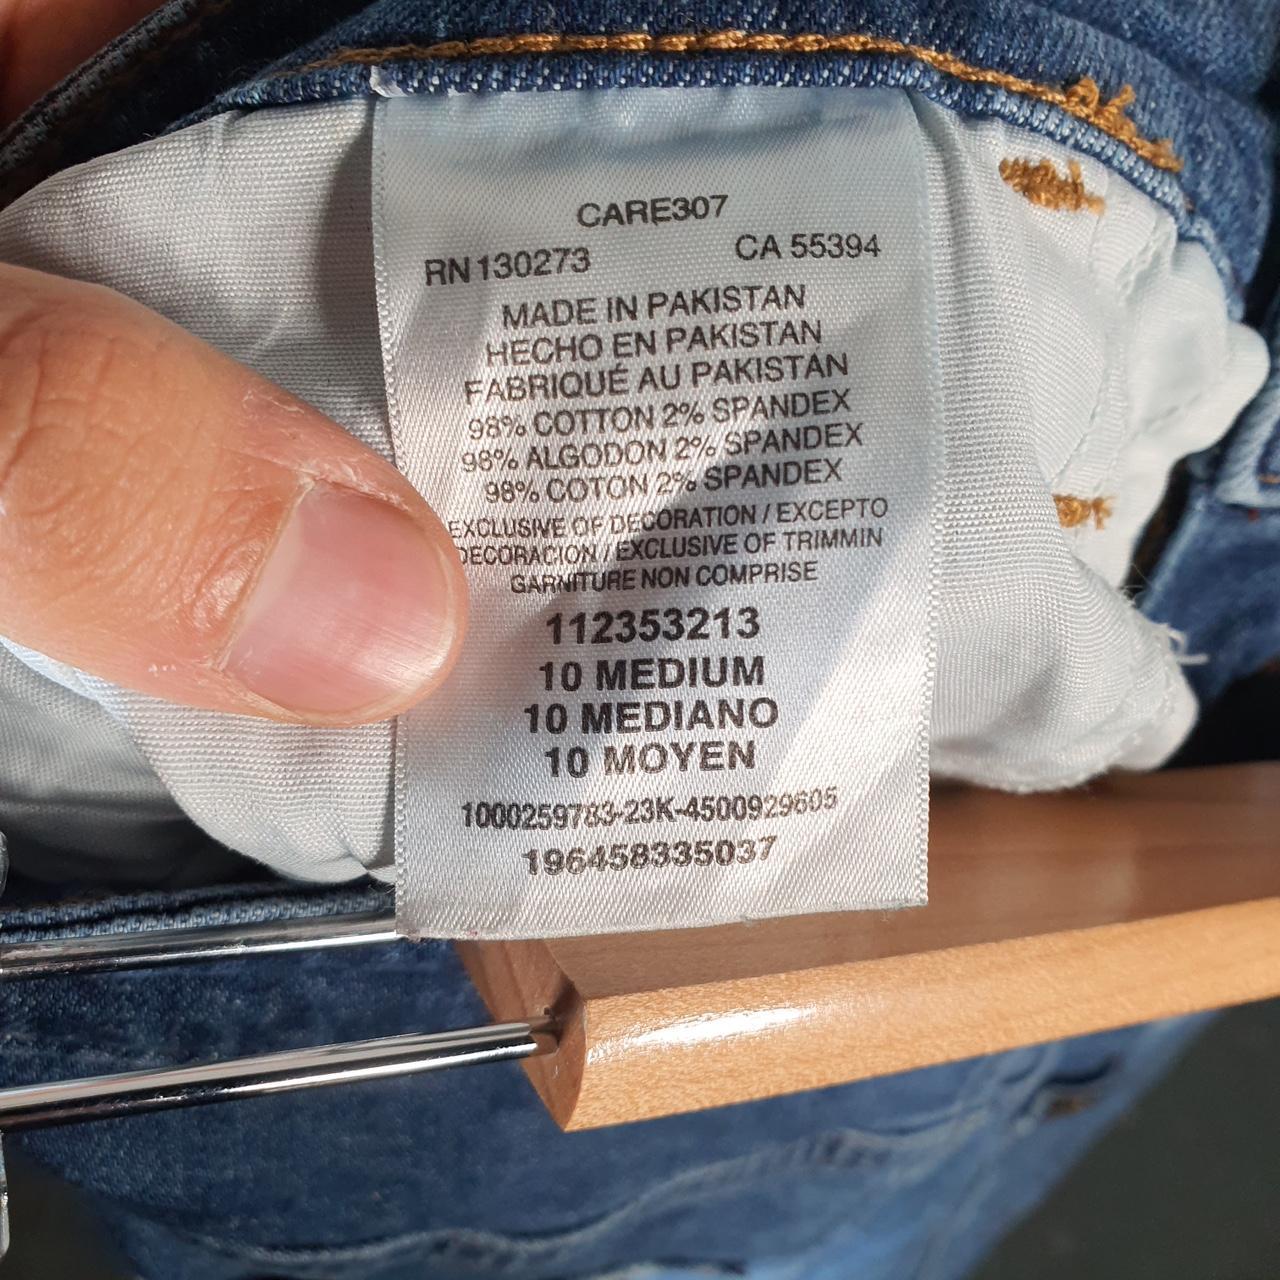 CARE307
RN 130273 CA 55394
MADE IN PAKISTAN
HECHO EN PAKISTAN
FABRIQUÉ AU PAKISTAN
98% COTTON 2% SPANDEX
98% ALGODON 2% SPANDEX
98% COTON 2% SPANDEX
EXCLUSIVE OF DECORATION / EXCEPTO
DECORACION / EXCLUSIVE OF TRIMMIN
GARNITURE NON COMPRISE
112353213
10 MEDIUM
10 MEDIANO
10 MOYEN
1000259783-23K-4500929605
196458335037